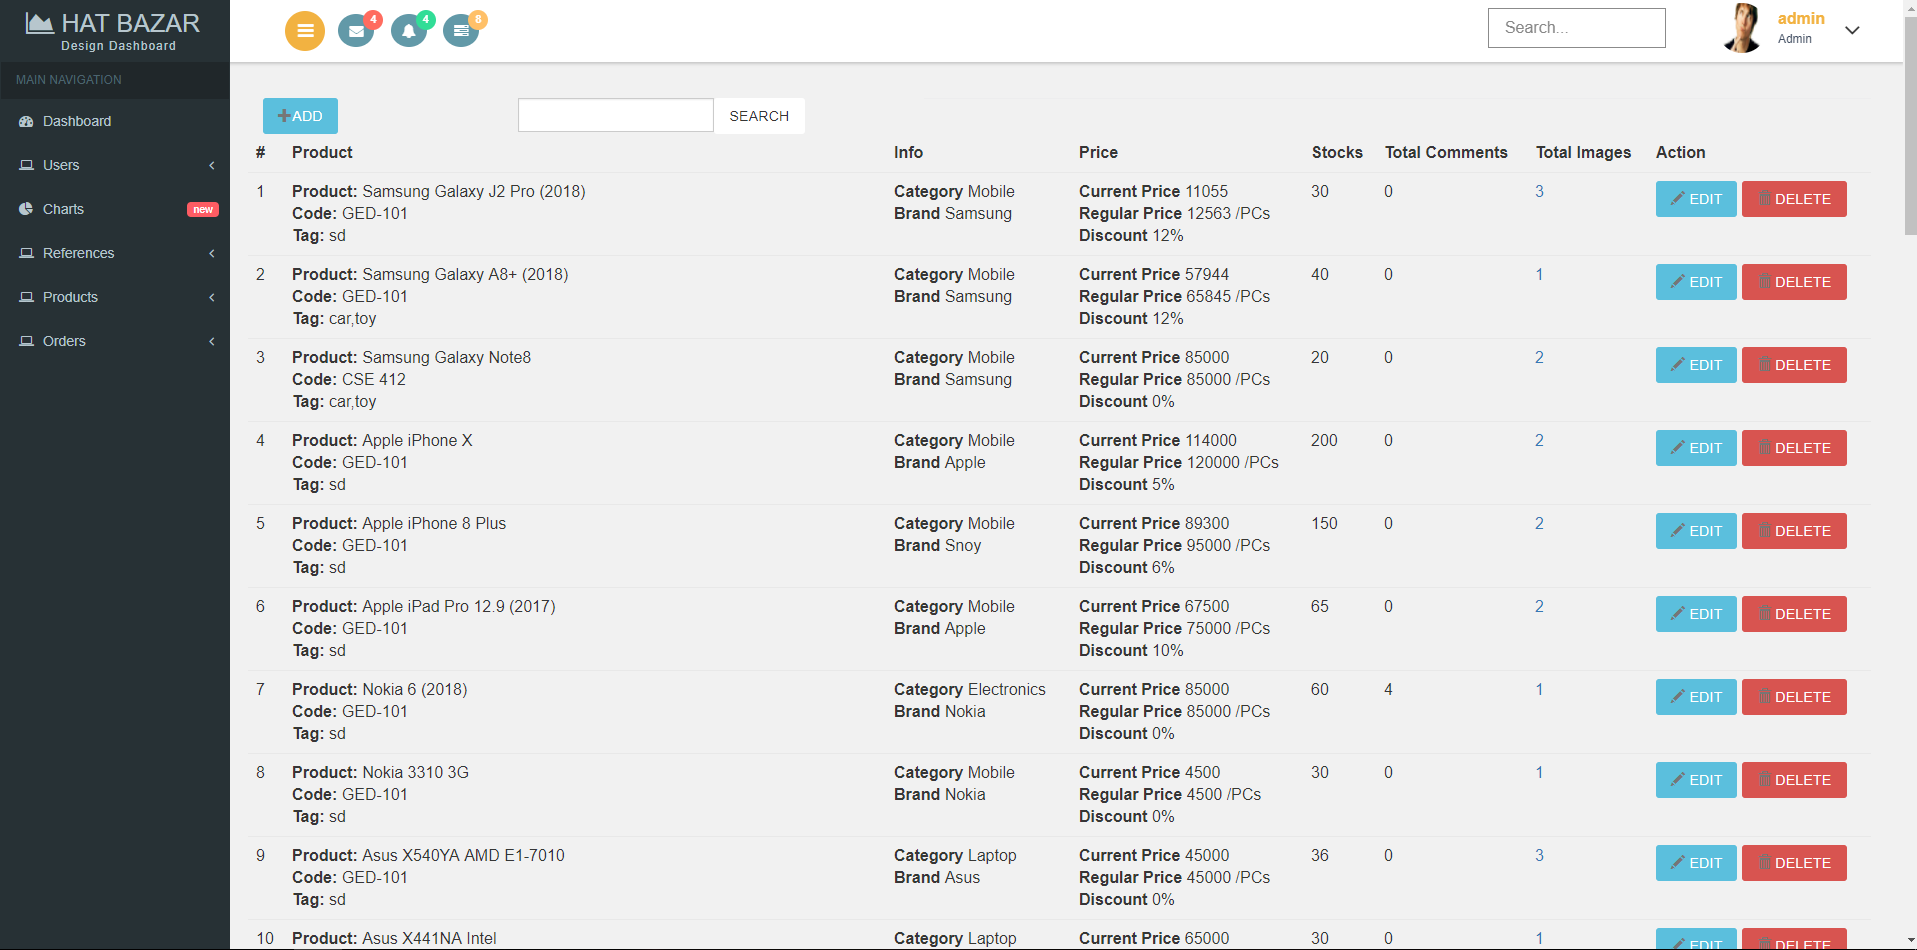 HAT BAZAR
Design Dashboard
4
4
8
Search...
admin
Admin
MAIN NAVIGATION
Dashboard
Users
Charts new
References
Products
Orders
ADD
SEARCH
# Product Info Price Stocks Total Comments Total Images Action
1 Product: Samsung Galaxy J2 Pro (2018) Category Mobile Current Price 11055 30 0 3 EDIT DELETE
Code: GED-101 Brand Samsung Regular Price 12563 /PCs
Tag: sd Discount 12%
2 Product: Samsung Galaxy A8+ (2018) Category Mobile Current Price 57944 40 0 1 EDIT DELETE
Code: GED-101 Brand Samsung Regular Price 65845 /PCs
Tag: car,toy Discount 12%
3 Product: Samsung Galaxy Note8 Category Mobile Current Price 85000 20 0 2 EDIT DELETE
Code: CSE 412 Brand Samsung Regular Price 85000 /PCs
Tag: car,toy Discount 0%
4 Product: Apple iPhone X Category Mobile Current Price 114000 200 0 2 EDIT DELETE
Code: GED-101 Brand Apple Regular Price 120000 /PCs
Tag: sd Discount 5%
5 Product: Apple iPhone 8 Plus Category Mobile Current Price 89300 150 0 2 EDIT DELETE
Code: GED-101 Brand Snoy Regular Price 95000 /PCs
Tag: sd Discount 6%
6 Product: Apple iPad Pro 12.9 (2017) Category Mobile Current Price 67500 65 0 2 EDIT DELETE
Code: GED-101 Brand Apple Regular Price 75000 /PCs
Tag: sd Discount 10%
7 Product: Nokia 6 (2018) Category Electronics Current Price 85000 60 4 1 EDIT DELETE
Code: GED-101 Brand Nokia Regular Price 85000 /PCs
Tag: sd Discount 0%
8 Product: Nokia 3310 3G Category Mobile Current Price 4500 30 0 1 EDIT DELETE
Code: GED-101 Brand Nokia Regular Price 4500 /PCs
Tag: sd Discount 0%
9 Product: Asus X540YA AMD E1-7010 Category Laptop Current Price 45000 36 0 3 EDIT DELETE
Code: GED-101 Brand Asus Regular Price 45000 /PCs
Tag: sd Discount 0%
10 Product: Asus X441NA Intel Category Laptop Current Price 65000 30 0 1 EDIT DELETE